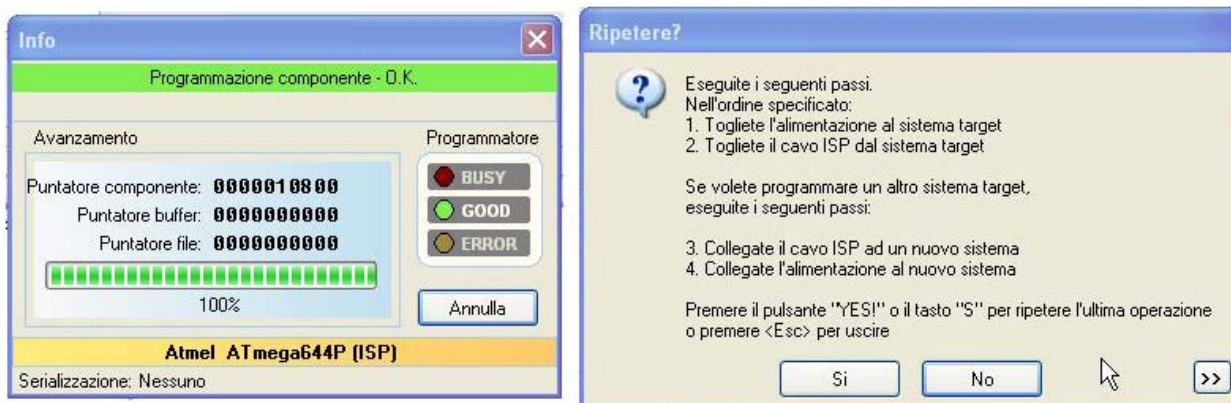 Info
Programmazione componente - O.K.
Avanzamento
Programmatore
Puntatore componente: 0000010800
Puntatore buffer: 0000000000
Puntatore file: 0000000000
100%
BUSY
GOOD
ERROR
Annulla
Atmel ATmega644P (ISP)
Serializzazione: Nessuno
Ripetere?
Eseguite i seguenti passi.
Nell'ordine specificato:
1. Togliete l'alimentazione al sistema target
2. Togliete il cavo ISP dal sistema target
Se volete programmare un altro sistema target,
eseguite i seguenti passi:
3. Collegate il cavo ISP ad un nuovo sistema
4. Collegate l'alimentazione al nuovo sistema
Premere il pulsante "YES!" o il tasto "S" per ripetere l'ultima operazione
o premere <Esc> per uscire
Si
No
>>